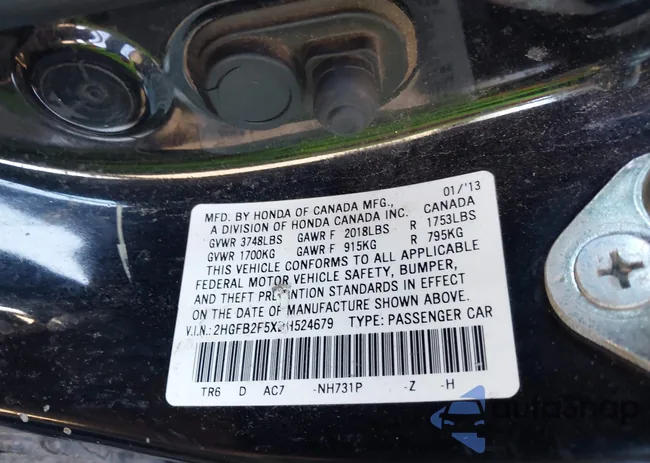 MFD. BY HONDA OF CANADA MFG., 01/'13
A DIVISION OF HONDA CANADA INC. CANADA
GVWR 3748LBS GAWR F 2018LBS R 1753LBS
GVWR 1700KG GAWR F 915KG R 795KG
THIS VEHICLE CONFORMS TO ALL APPLICABLE
FEDERAL MOTOR VEHICLE SAFETY, BUMPER,
AND THEFT PREVENTION STANDARDS IN EFFECT
ON THE DATE OF MANUFACTURE SHOWN ABOVE.
V.I.N.: TYPE: PASSENGER CAR
TR6 D AC7 -NH731P -Z -H
autoShop